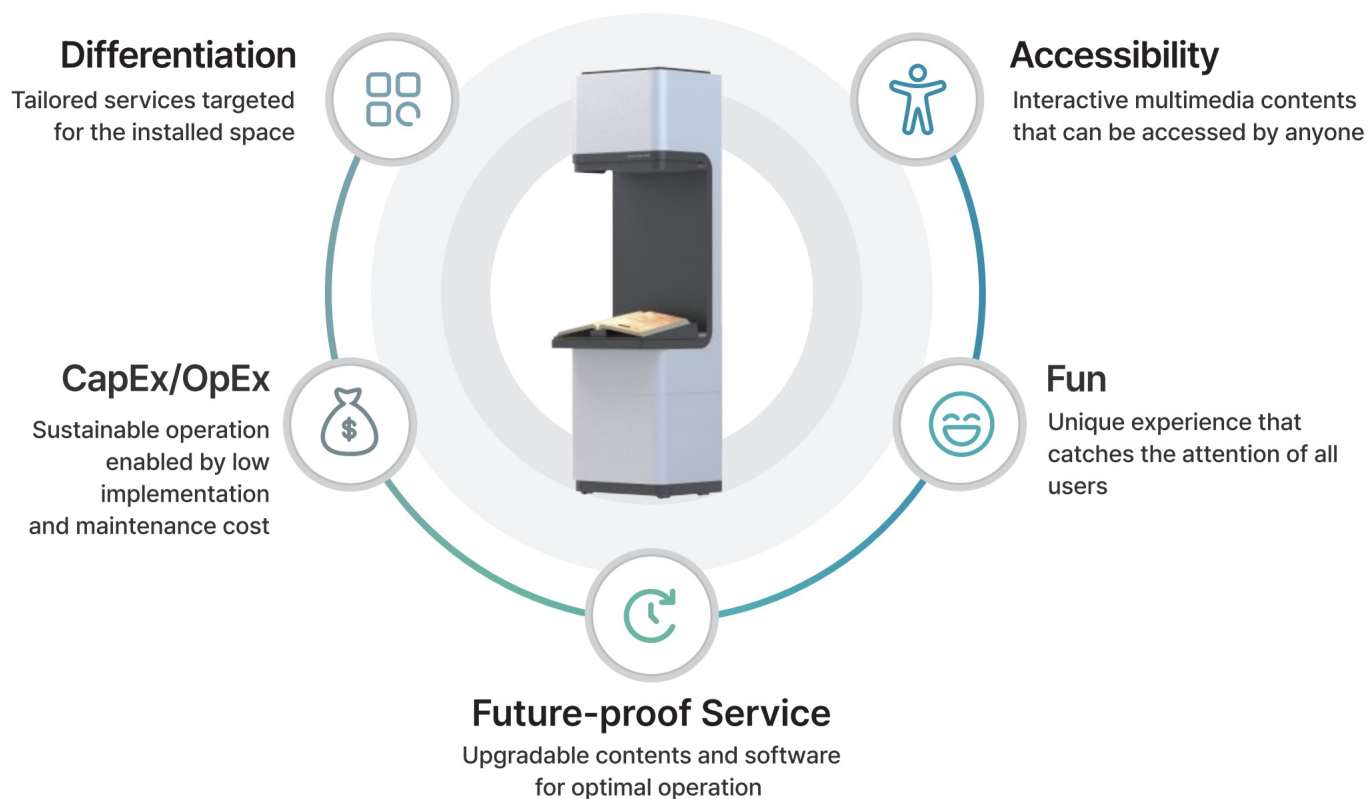 Differentiation
Tailored services targeted
for the installed space
Accessibility
Interactive multimedia contents
that can be accessed by anyone
CapEx/OpEx
Sustainable operation
enabled by low
implementation
and maintenance cost
$
Fun
Unique experience that
catches the attention of all
users
Future-proof Service
Upgradable contents and software
for optimal operation